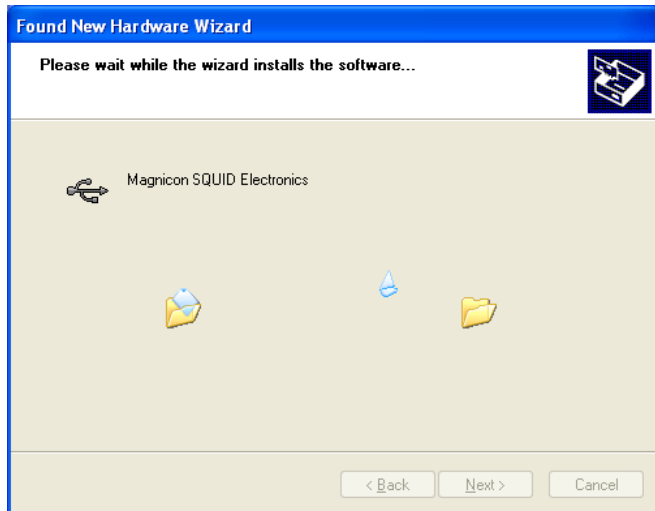 Found New Hardware Wizard
Please wait while the wizard installs the software...
Magnicon SQUID Electronics
< Back
Next >
Cancel